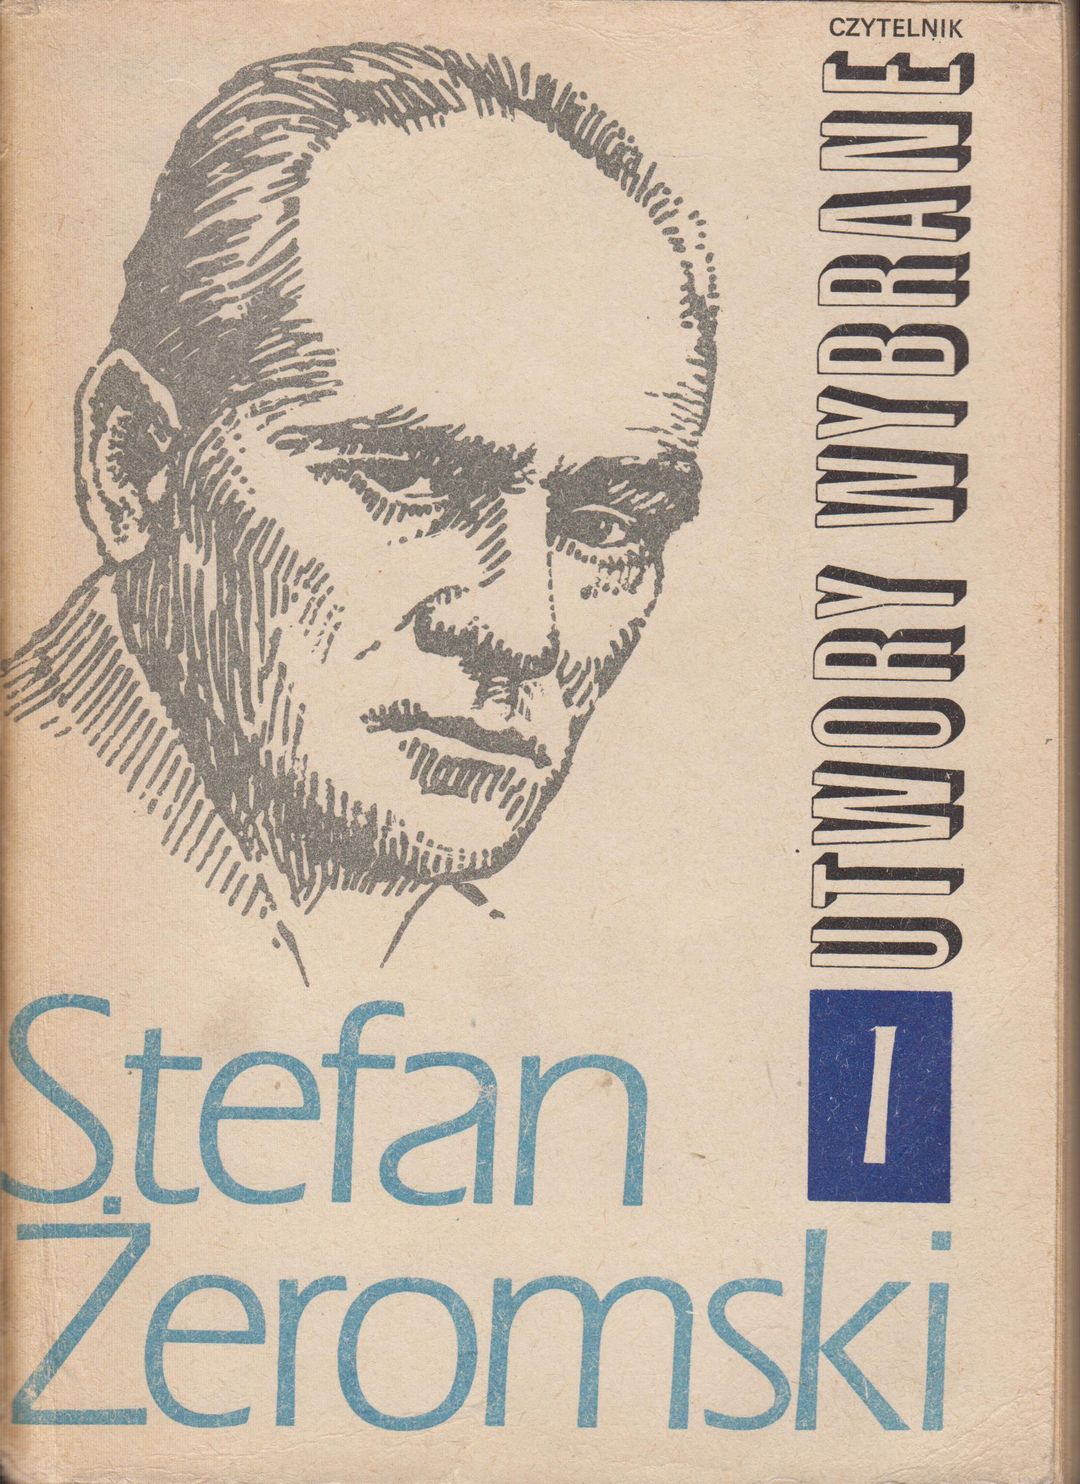 CZYTELNIK
UTWORY WYBRANE
1
Stefan
Żeromski